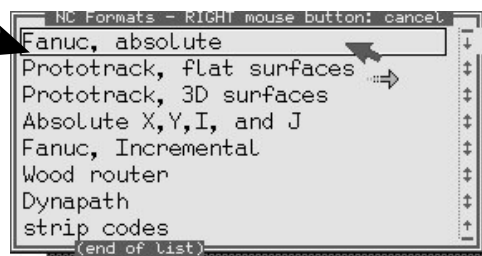 NC Formats - RIGHT mouse button: cancel
Fanuc, absolute
Prototrack, flat surfaces
Prototrack, 3D surfaces
Absolute X,Y,I, and J
Fanuc, Incremental
Wood router
Dynapath
strip codes
(end of list)